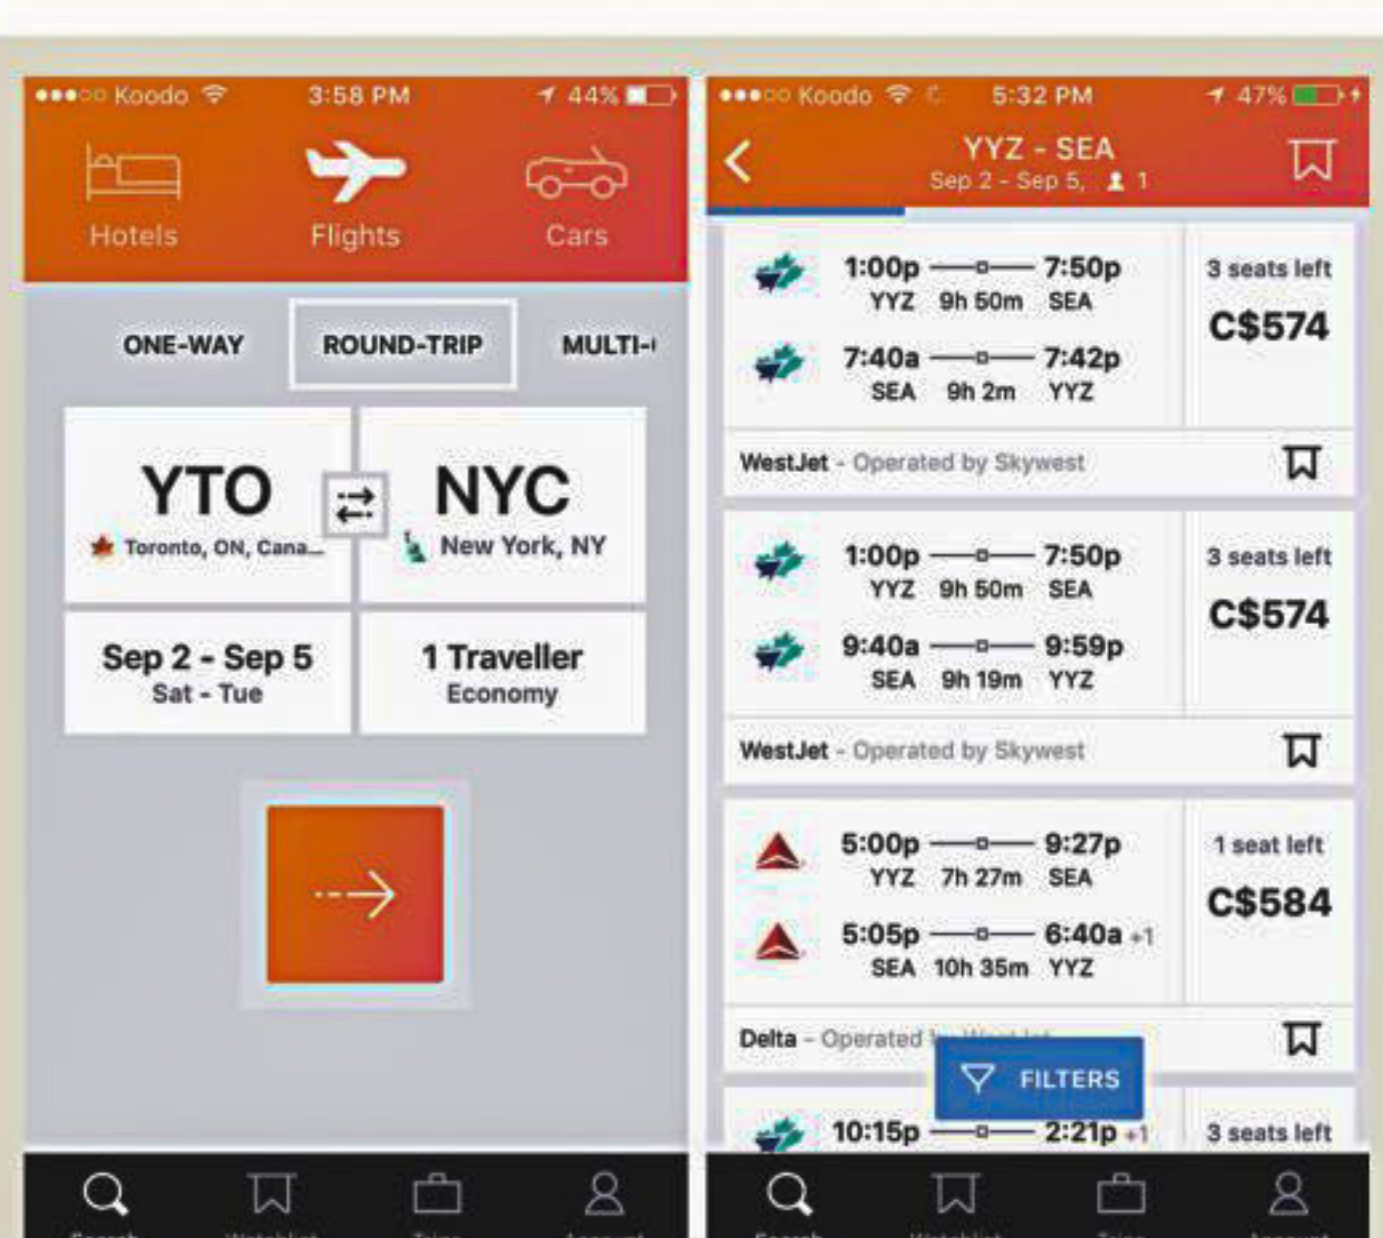 Koodo 3:58 PM 44%
Hotels Flights Cars
ONE-WAY ROUND-TRIP MULTI-
YTO NYC
Toronto, ON, Cana... New York, NY
Sep 2 - Sep 5 1 Traveller
Sat - Tue Economy
Koodo 5:32 PM 47%
YYZ - SEA
Sep 2 - Sep 5, 1
1:00p 7:50p 3 seats left
YYZ 9h 50m SEA C$574
7:40a 7:42p
SEA 9h 2m YYZ
WestJet - Operated by Skywest
1:00p 7:50p 3 seats left
YYZ 9h 50m SEA C$574
9:40a 9:59p
SEA 9h 19m YYZ
WestJet - Operated by Skywest
5:00p 9:27p 1 seat left
YYZ 7h 27m SEA C$584
5:05p 6:40a +1
SEA 10h 35m YYZ
Delta - Operated
FILTERS
10:15p 2:21p +1 3 seats left